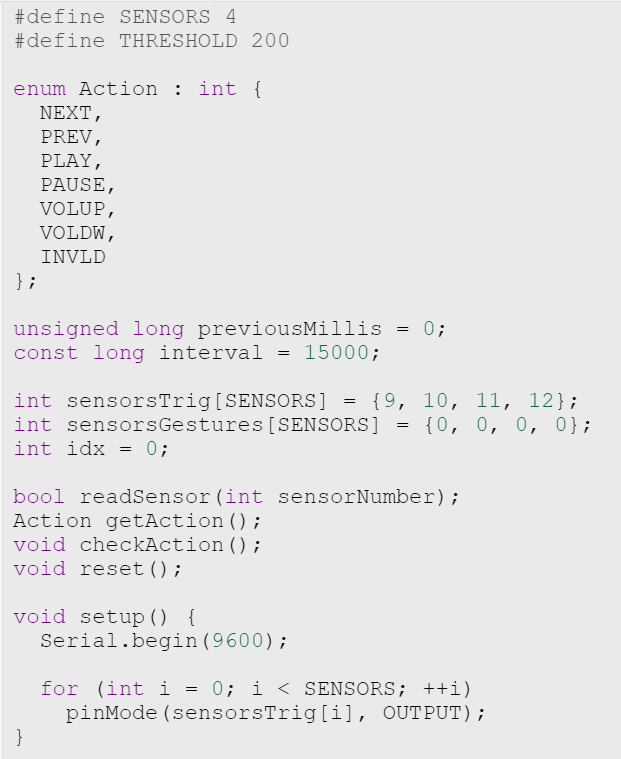 #define SENSORS 4
#define THRESHOLD 200

enum Action : int {
  NEXT,
  PREV,
  PLAY,
  PAUSE,
  VOLUP,
  VOLDW,
  INVLD
};

unsigned long previousMillis = 0;
const long interval = 15000;

int sensorsTrig[SENSORS] = {9, 10, 11, 12};
int sensorsGestures[SENSORS] = {0, 0, 0, 0};
int idx = 0;

bool readSensor(int sensorNumber);
Action getAction();
void checkAction();
void reset();

void setup() {
  Serial.begin(9600);

  for (int i = 0; i < SENSORS; ++i)
    pinMode(sensorsTrig[i], OUTPUT);
}